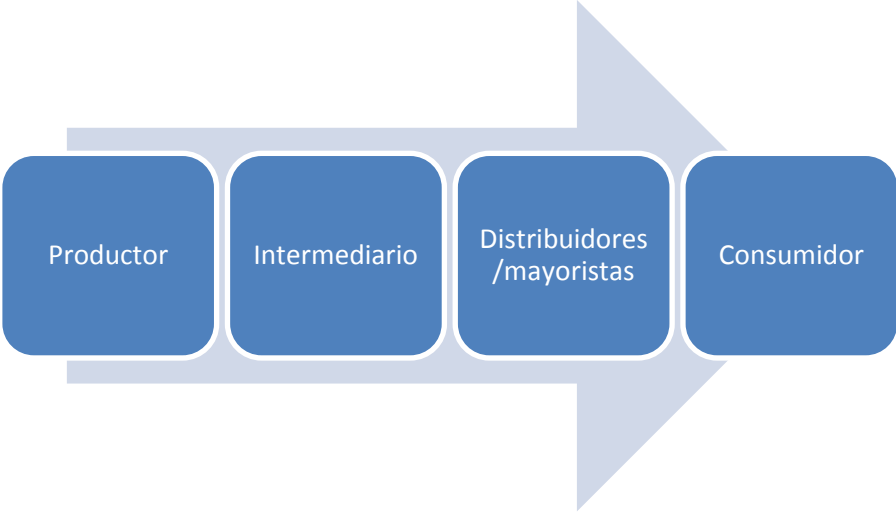 Productor
Intermediario
Distribuidores
/mayoristas
Consumidor